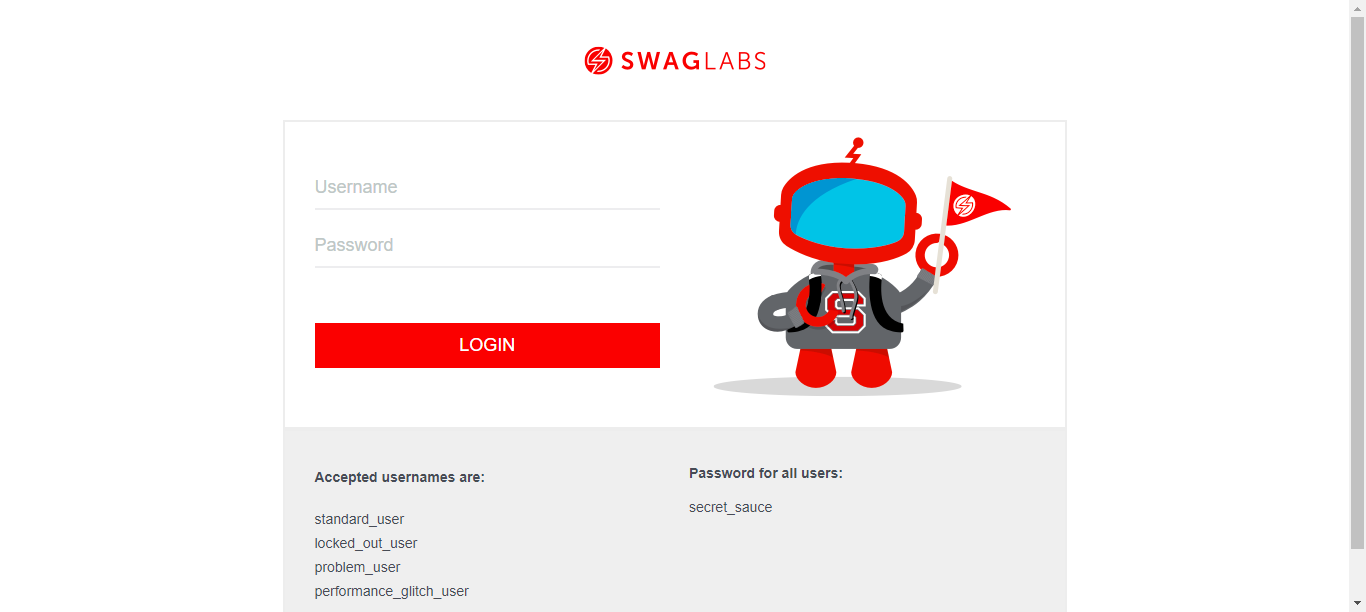 SWAGLABS
Username
Password
LOGIN
S
Accepted usernames are:
standard_user
locked_out_user
problem_user
performance_glitch_user
Password for all users:
secret_sauce